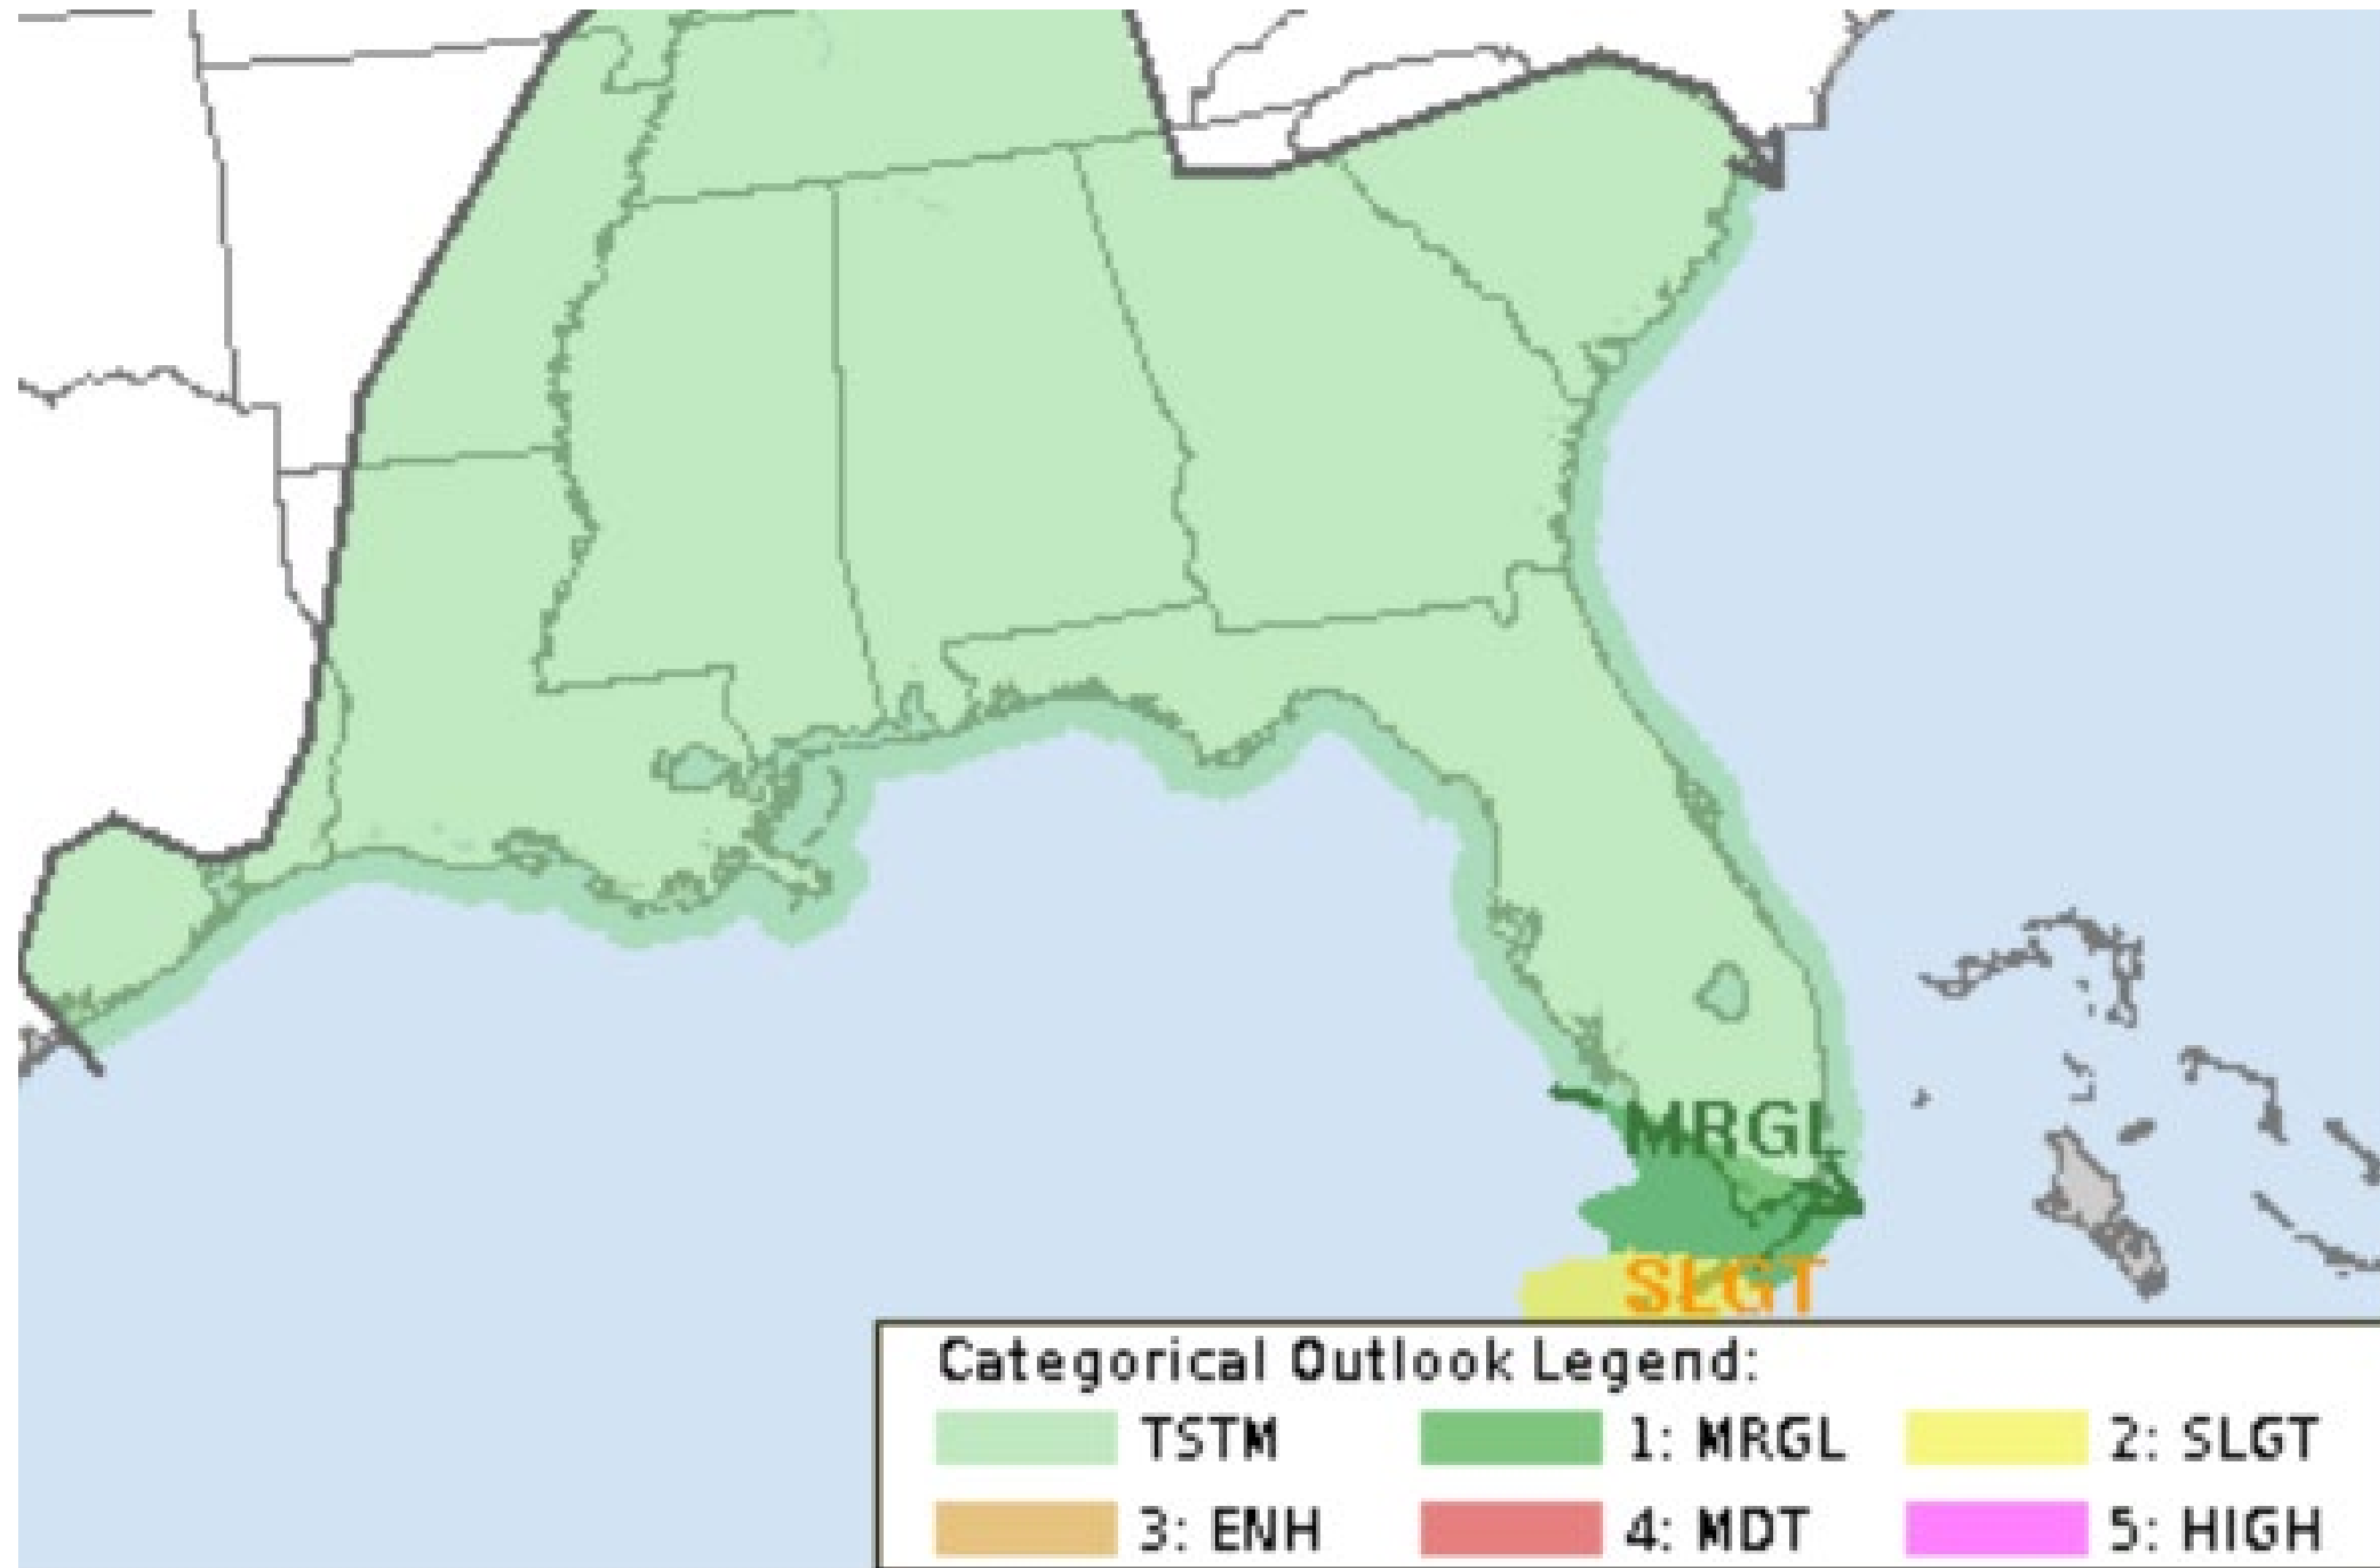 MRGL
SLGT
Categorical Outlook Legend:
TSTM 1: MRGL 2: SLGT
3: ENH 4: MDT 5: HIGH